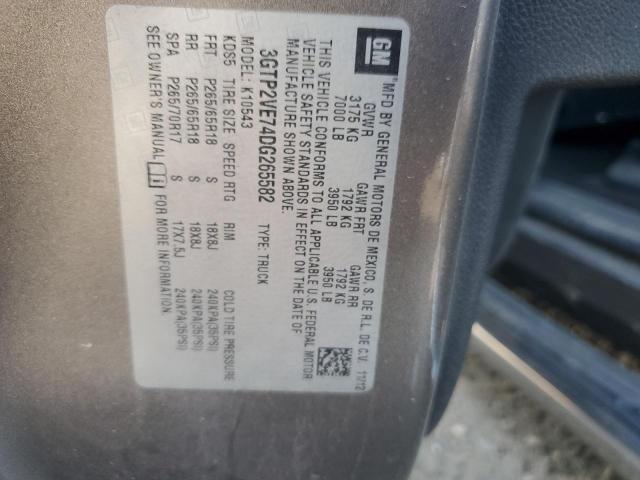 GM
MFD BY GENERAL MOTORS DE MEXICO, S. DE R.L. DE C.V. 11/12
GVWR GAWR FRT GAWR RR
3175 KG 1792 KG 1792 KG
7000 LB 3950 LB 3950 LB
THIS VEHICLE CONFORMS TO ALL APPLICABLE U.S. FEDERAL MOTOR
VEHICLE SAFETY STANDARDS IN EFFECT ON THE DATE OF
MANUFACTURE SHOWN ABOVE.
3GTP2VE74DG265582 TYPE: TRUCK
MODEL: K10543
KDS5 TIRE SIZE SPEED RTG RIM COLD TIRE PRESSURE
FRT P265/65R18 S 18X8J 240KPA(35PSI)
RR P265/65R18 S 18X8J 240KPA(35PSI)
SPA P265/70R17 S 17X7.5J 240KPA(35PSI)
SEE OWNER'S MANUAL FOR MORE INFORMATION.